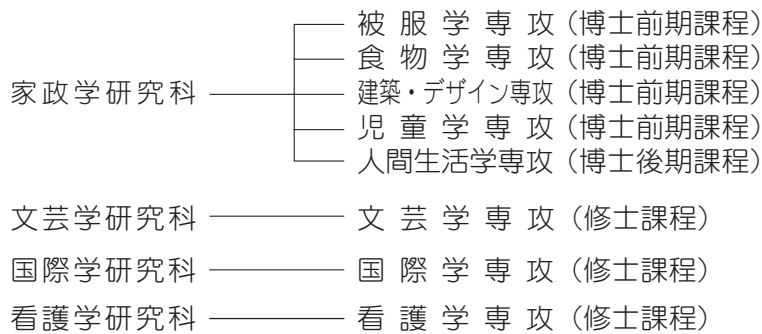 被服学専攻(博士前期課程)
食物学専攻(博士前期課程)
家政学研究科 建築・デザイン専攻(博士前期課程)
児童学専攻(博士前期課程)
人間生活学専攻(博士後期課程)
文芸学研究科 文芸学専攻(修士課程)
国際学研究科 国際学専攻(修士課程)
看護学研究科 看護学専攻(修士課程)